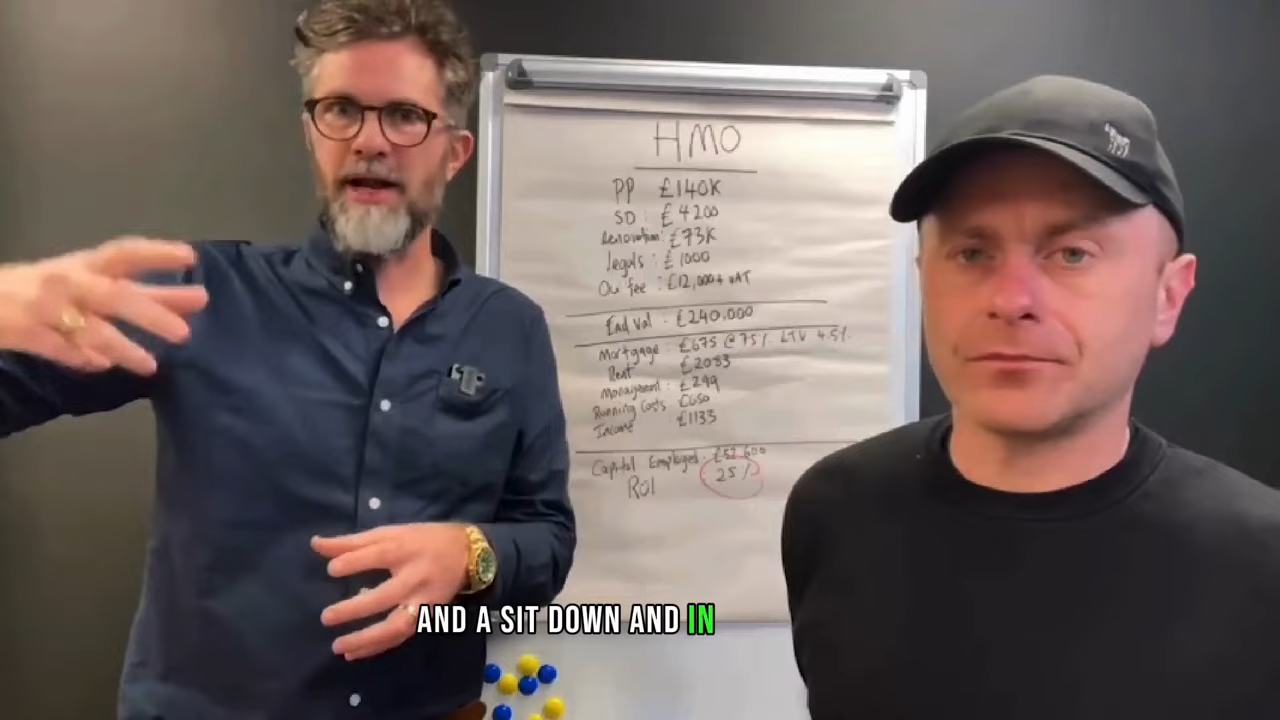 HMO
PP £140K
SD: £4200
Renovation: £73K
legals: £1000
Our fee: £12,000+ VAT
End Val: £240,000
Mortgage: £675 @ 75% LTV 4.5%
Rent £2083
Management: £299
Running Costs £650
Income £1133
Capital Employed: £52,600
ROI 25%
AND A SIT DOWN AND IN